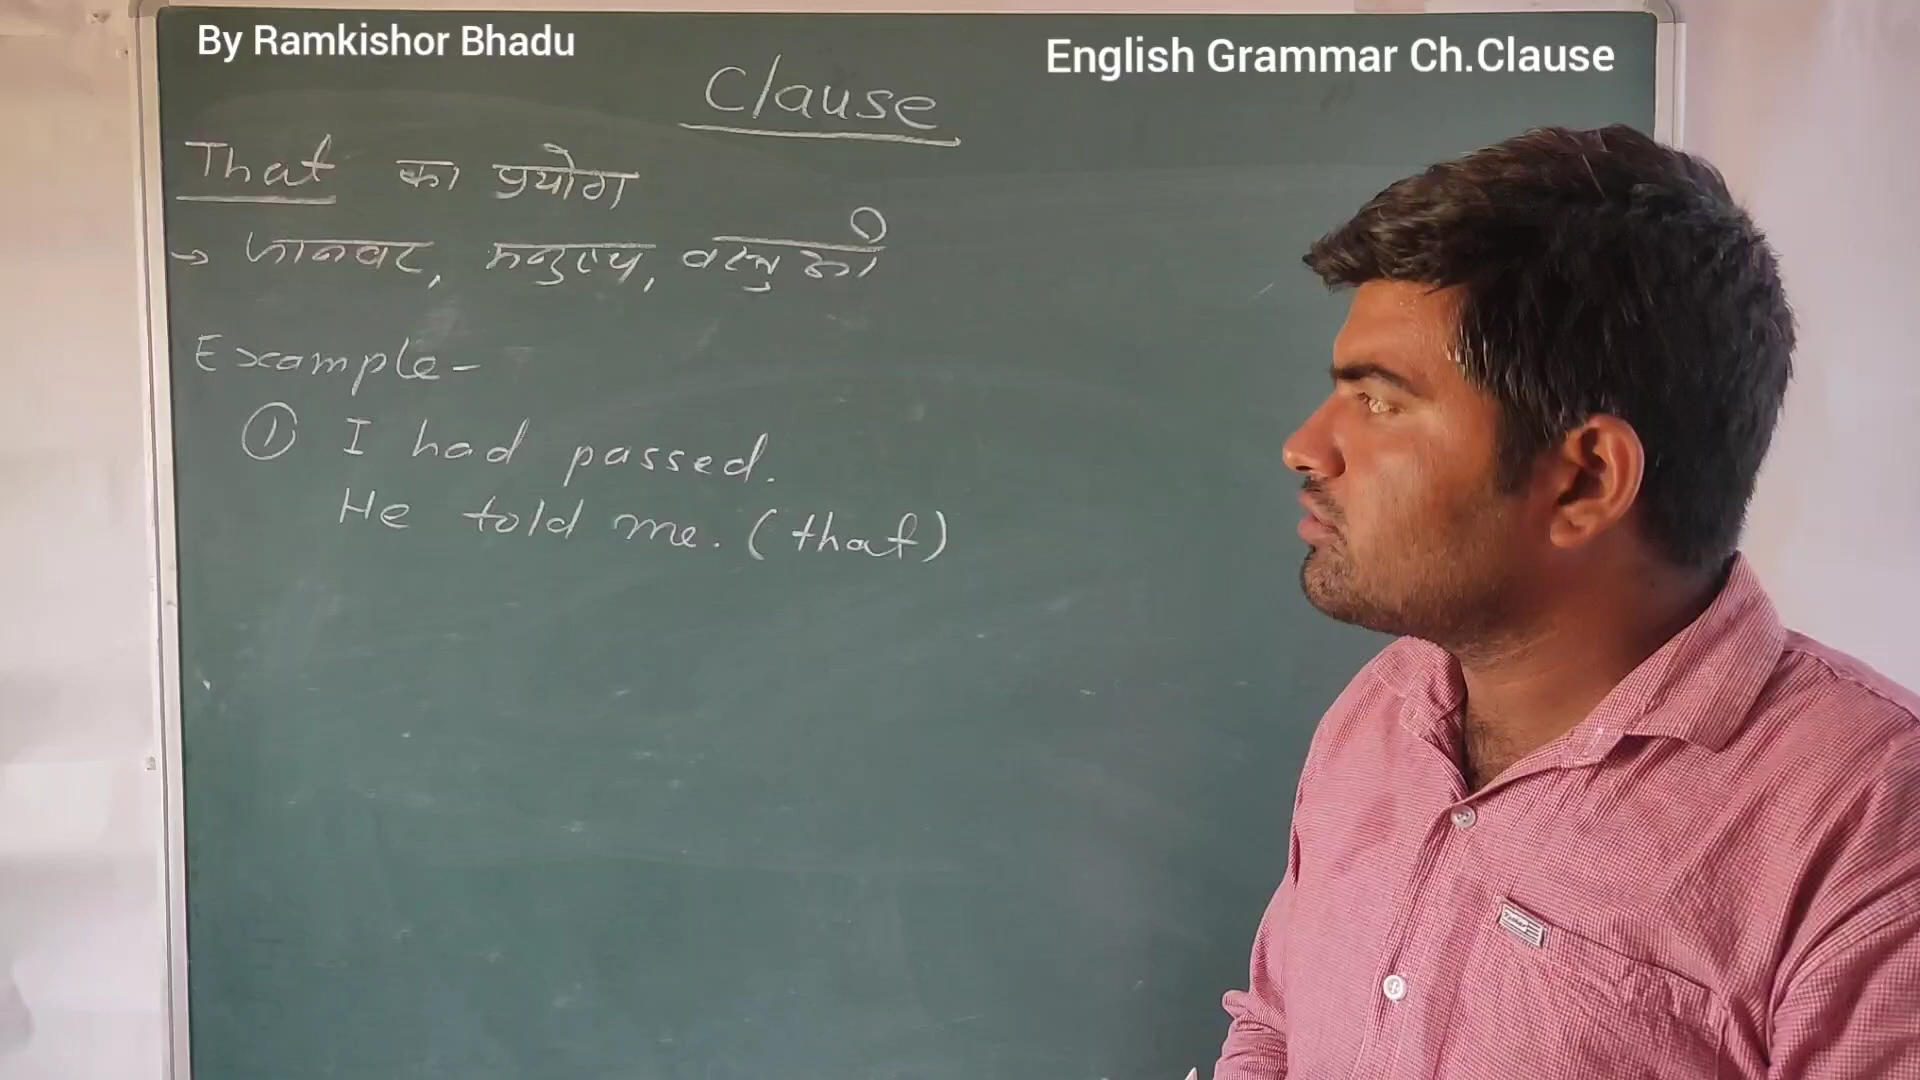 By Ramkishor Bhadu
English Grammar Ch.Clause
Clause
That का प्रयोग
→ जानवर, मनुष्य, वस्तुओं
Example-
① I had passed.
He told me. (that)